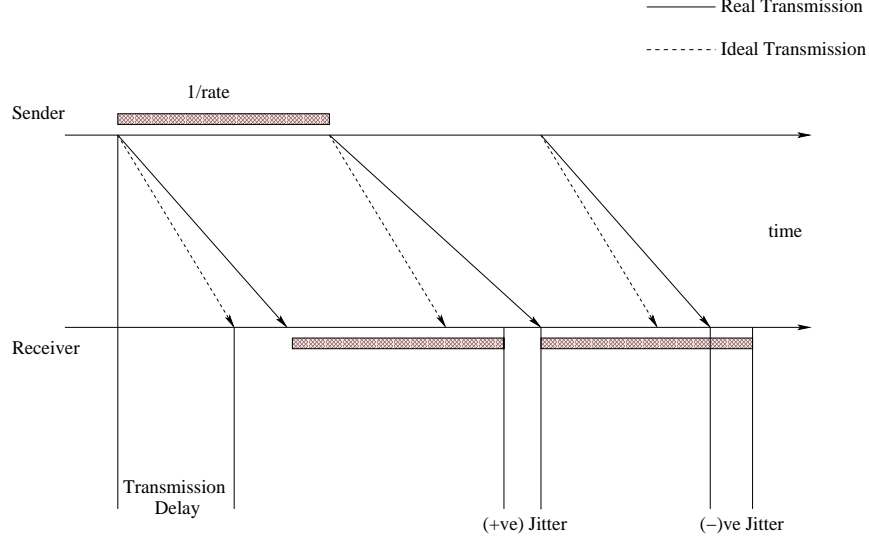 Real Transmission
Ideal Transmission
1/rate
Sender
time
Receiver
Transmission
Delay
(+ve) Jitter
(−)ve Jitter